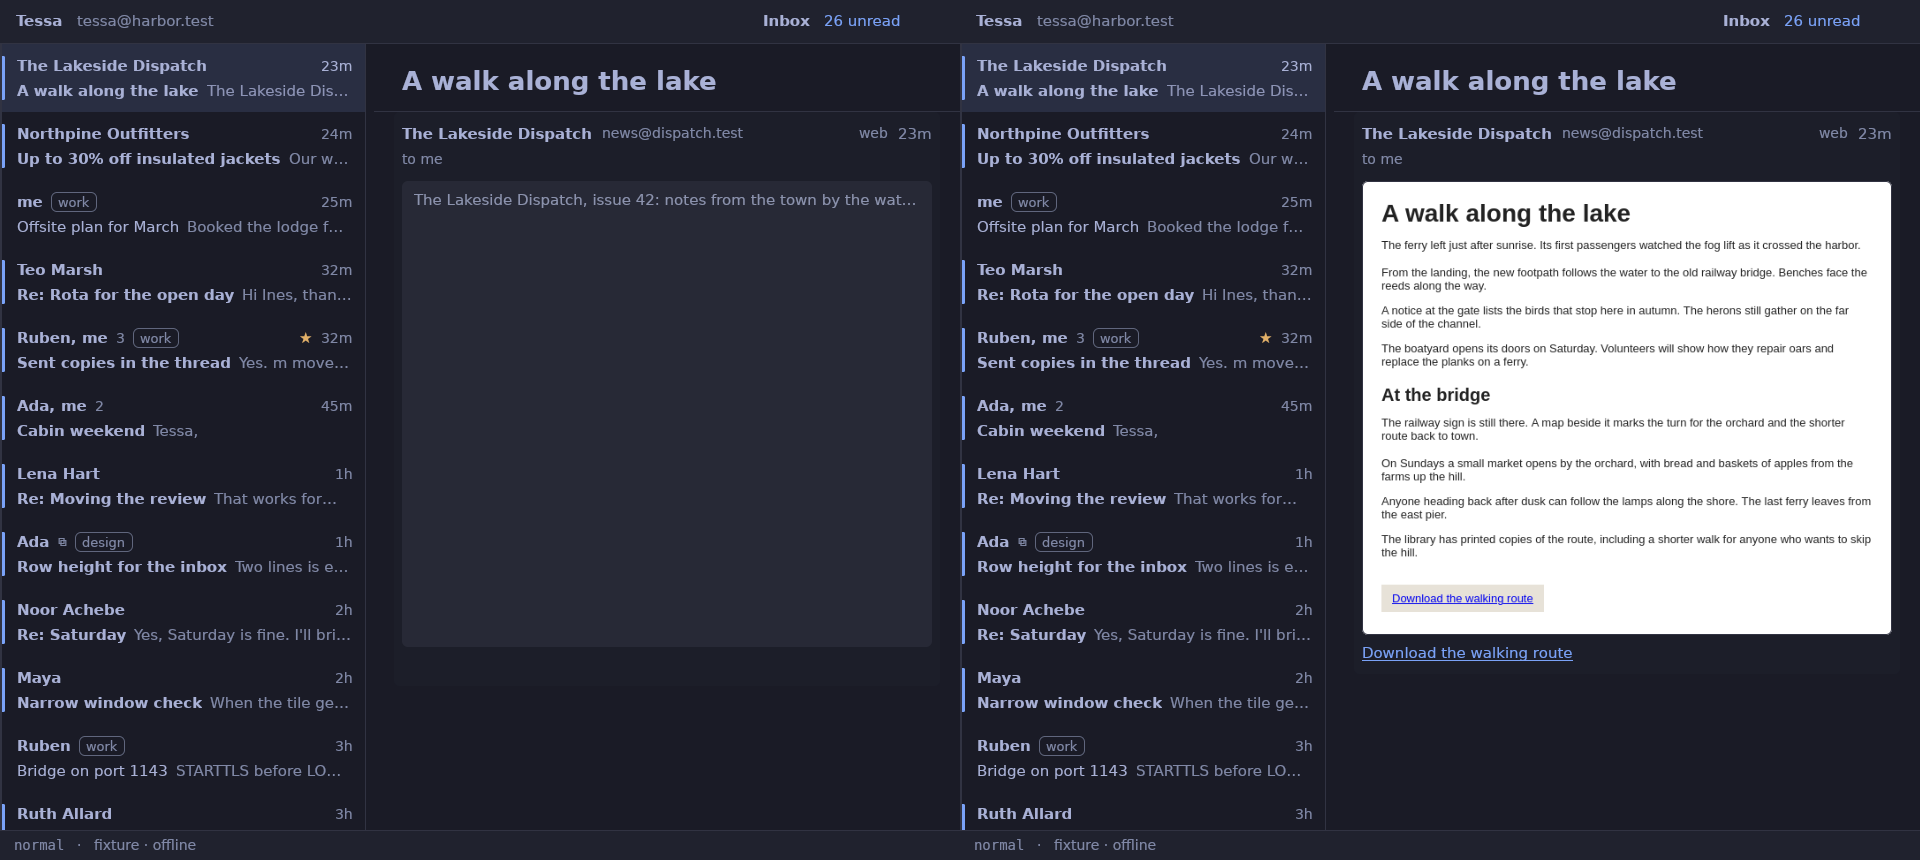 Tessa tessa@harbor.test Inbox 26 unread
The Lakeside Dispatch 23m
A walk along the lake The Lakeside Dis…
Northpine Outfitters 24m
Up to 30% off insulated jackets Our w…
me work 25m
Offsite plan for March Booked the lodge f…
Teo Marsh 32m
Re: Rota for the open day Hi Ines, than…
Ruben, me 3 work ★ 32m
Sent copies in the thread Yes. m move…
Ada, me 2 45m
Cabin weekend Tessa,
Lena Hart 1h
Re: Moving the review That works for…
Ada ⧉ design 1h
Row height for the inbox Two lines is e…
Noor Achebe 2h
Re: Saturday Yes, Saturday is fine. I'll bri…
Maya 2h
Narrow window check When the tile ge…
Ruben work 3h
Bridge on port 1143 STARTTLS before LO…
Ruth Allard 3h
A walk along the lake
The Lakeside Dispatch news@dispatch.test web 23m
to me
The Lakeside Dispatch, issue 42: notes from the town by the wat…
normal · fixture · offline
Tessa tessa@harbor.test Inbox 26 unread
The Lakeside Dispatch 23m
A walk along the lake The Lakeside Dis…
Northpine Outfitters 24m
Up to 30% off insulated jackets Our w…
me work 25m
Offsite plan for March Booked the lodge f…
Teo Marsh 32m
Re: Rota for the open day Hi Ines, than…
Ruben, me 3 work ★ 32m
Sent copies in the thread Yes. m move…
Ada, me 2 45m
Cabin weekend Tessa,
Lena Hart 1h
Re: Moving the review That works for…
Ada ⧉ design 1h
Row height for the inbox Two lines is e…
Noor Achebe 2h
Re: Saturday Yes, Saturday is fine. I'll bri…
Maya 2h
Narrow window check When the tile ge…
Ruben work 3h
Bridge on port 1143 STARTTLS before LO…
Ruth Allard 3h
A walk along the lake
The Lakeside Dispatch news@dispatch.test web 23m
to me
A walk along the lake
The ferry left just after sunrise. Its first passengers watched the fog lift as it crossed the harbor.
From the landing, the new footpath follows the water to the old railway bridge. Benches face the
reeds along the way.
A notice at the gate lists the birds that stop here in autumn. The herons still gather on the far
side of the channel.
The boatyard opens its doors on Saturday. Volunteers will show how they repair oars and
replace the planks on a ferry.
At the bridge
The railway sign is still there. A map beside it marks the turn for the orchard and the shorter
route back to town.
On Sundays a small market opens by the orchard, with bread and baskets of apples from the
farms up the hill.
Anyone heading back after dusk can follow the lamps along the shore. The last ferry leaves from
the east pier.
The library has printed copies of the route, including a shorter walk for anyone who wants to skip
the hill.
Download the walking route
Download the walking route
normal · fixture · offline